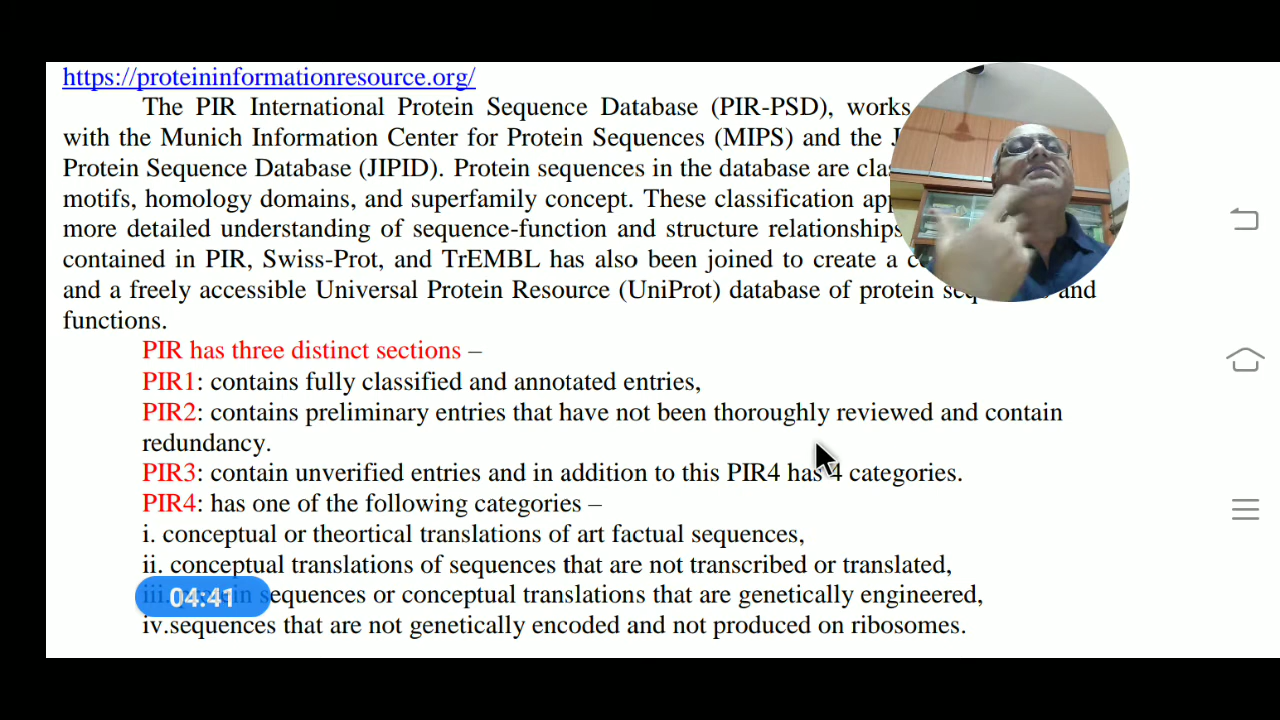 https://proteininformationresource.org/
The PIR International Protein Sequence Database (PIR-PSD), works
with the Munich Information Center for Protein Sequences (MIPS) and the
Protein Sequence Database (JIPID). Protein sequences in the database are
motifs, homology domains, and superfamily concept. These classification
more detailed understanding of sequence-function and structure relationships
contained in PIR, Swiss-Prot, and TrEMBL has also been joined to create a
and a freely accessible Universal Protein Resource (UniProt) database of protein and
functions.
PIR has three distinct sections –
PIR1: contains fully classified and annotated entries,
PIR2: contains preliminary entries that have not been thoroughly reviewed and contain
redundancy.
PIR3: contain unverified entries and in addition to this PIR4 has 4 categories.
PIR4: has one of the following categories –
i. conceptual or theortical translations of art factual sequences,
ii. conceptual translations of sequences that are not transcribed or translated,
iii. sequences or conceptual translations that are genetically engineered,
04:41
iv.sequences that are not genetically encoded and not produced on ribosomes.